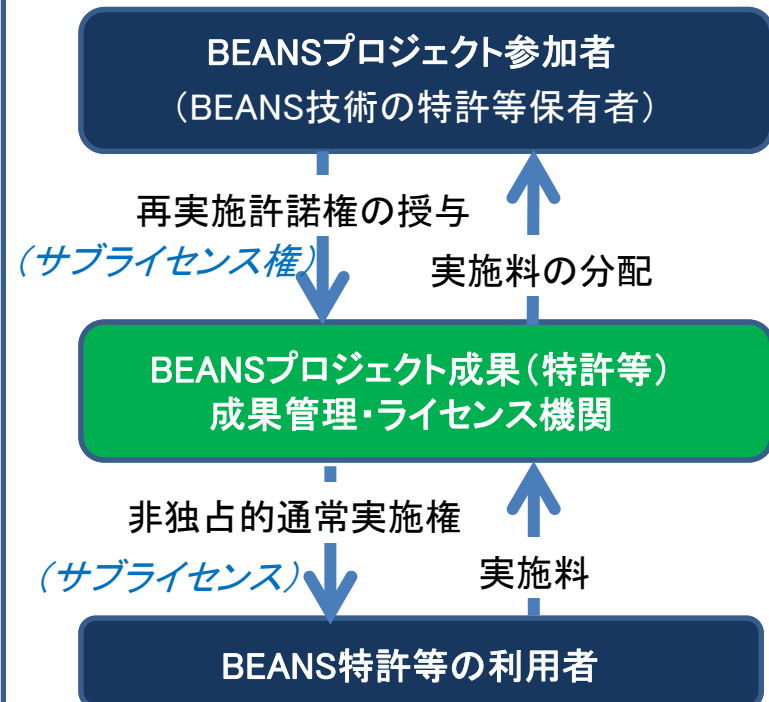 BEANSプロジェクト参加者
（BEANS技術の特許等保有者）
再実施許諾権の授与
（サブライセンス権）
実施料の分配
BEANSプロジェクト成果（特許等）
成果管理・ライセンス機関
非独占的通常実施権
（サブライセンス）
実施料
BEANS特許等の利用者